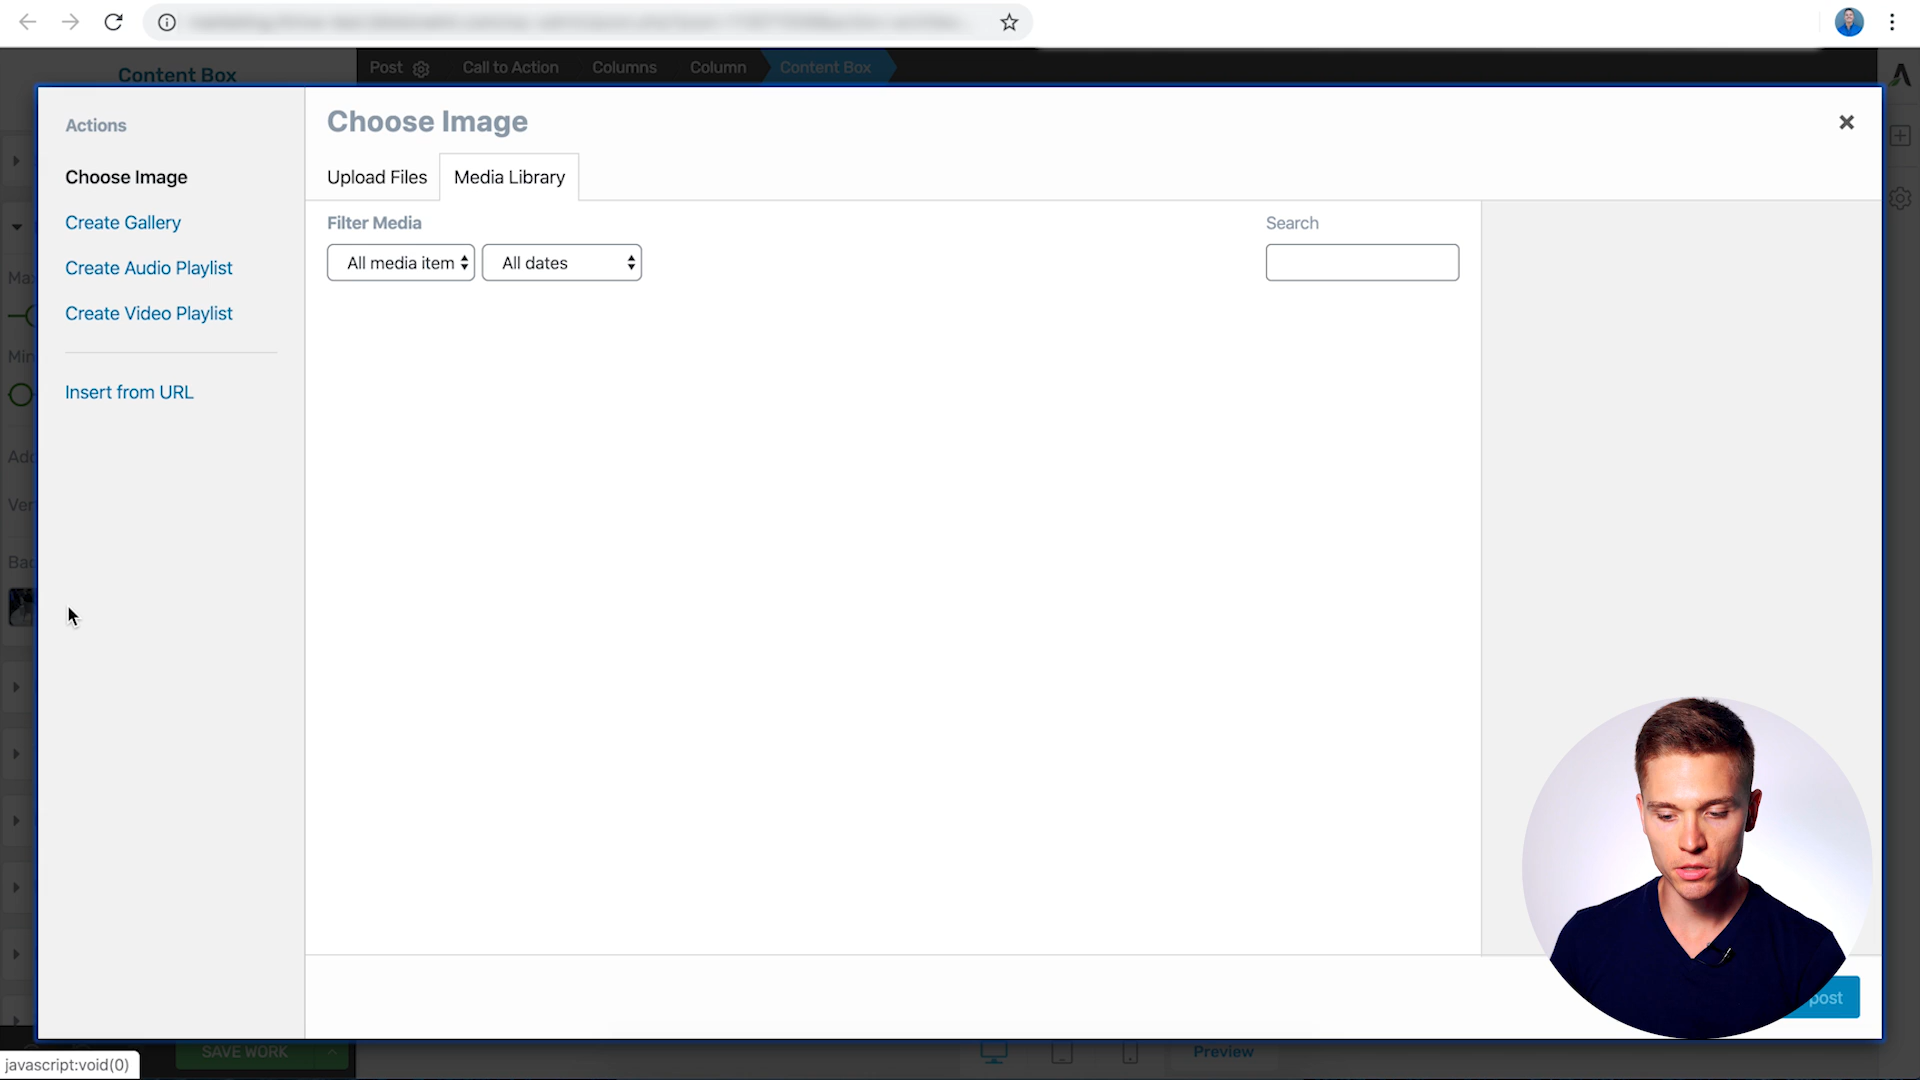 Content Box
Post
Call to Action
Columns
Column
Content Box
Actions
Choose Image
Create Gallery
Create Audio Playlist
Create Video Playlist
Insert from URL
Choose Image
Upload Files
Media Library
Filter Media
All media item
All dates
Search
post
SAVE WORK
Preview
javascript:void(0)